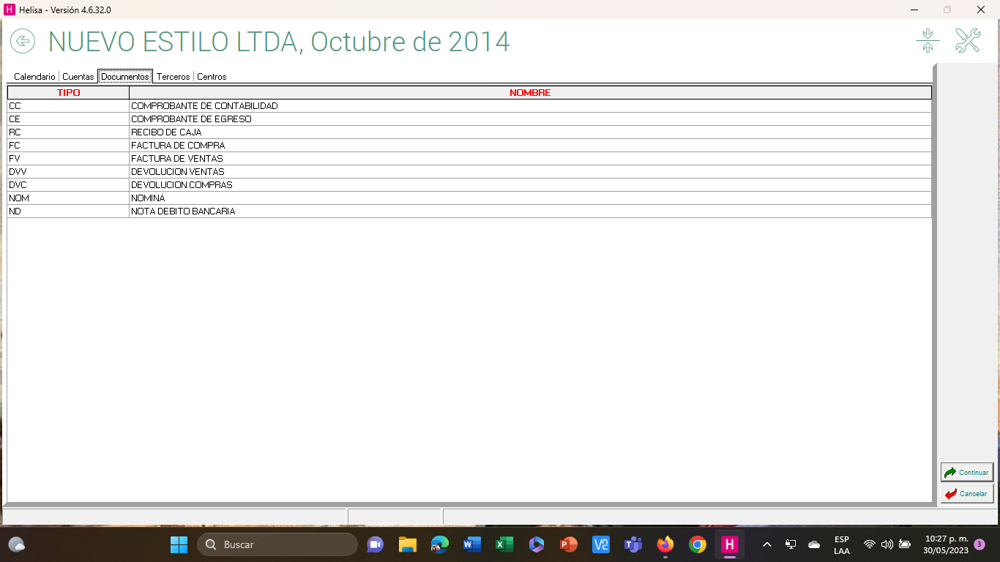 Helisa - Versión 4.6.32.0
NUEVO ESTILO LTDA, Octubre de 2014
Calendario Cuentas Documentos Terceros Centros
TIPO NOMBRE
CC COMPROBANTE DE CONTABILIDAD
CE COMPROBANTE DE EGRESO
RC RECIBO DE CAJA
FC FACTURA DE COMPRA
FV FACTURA DE VENTAS
DVV DEVOLUCION VENTAS
DVC DEVOLUCION COMPRAS
NOM NOMINA
ND NOTA DEBITO BANCARIA
Continuar
Cancelar
Buscar
ESP
LAA
10:27 p. m.
30/05/2023
3